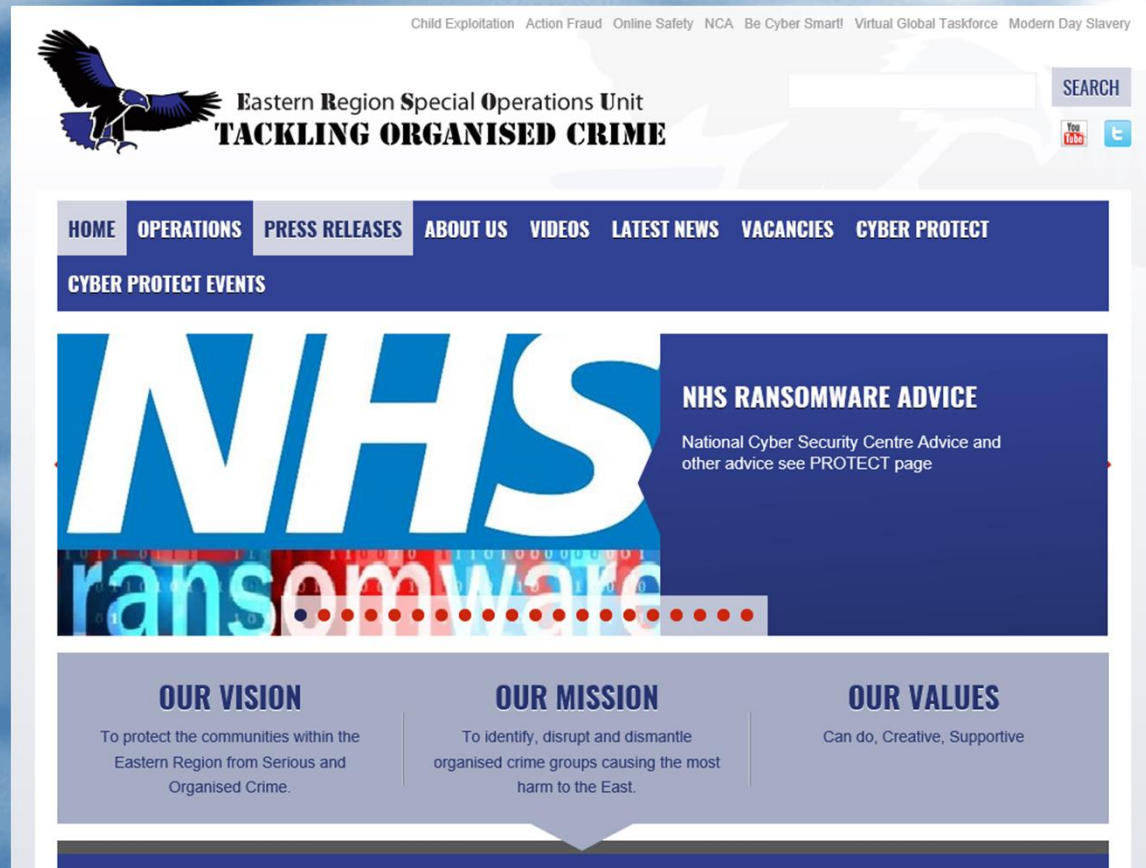 Child Exploitation Action Fraud Online Safety NCA Be Cyber Smart! Virtual Global Taskforce Modern Day Slavery
Eastern Region Special Operations Unit
TACKLING ORGANISED CRIME
SEARCH
You
Tube
t
HOME OPERATIONS PRESS RELEASES ABOUT US VIDEOS LATEST NEWS VACANCIES CYBER PROTECT
CYBER PROTECT EVENTS
NHS
ransomware
NHS RANSOMWARE ADVICE
National Cyber Security Centre Advice and
other advice see PROTECT page
OUR VISION
To protect the communities within the
Eastern Region from Serious and
Organised Crime.
OUR MISSION
To identify, disrupt and dismantle
organised crime groups causing the most
harm to the East.
OUR VALUES
Can do, Creative, Supportive